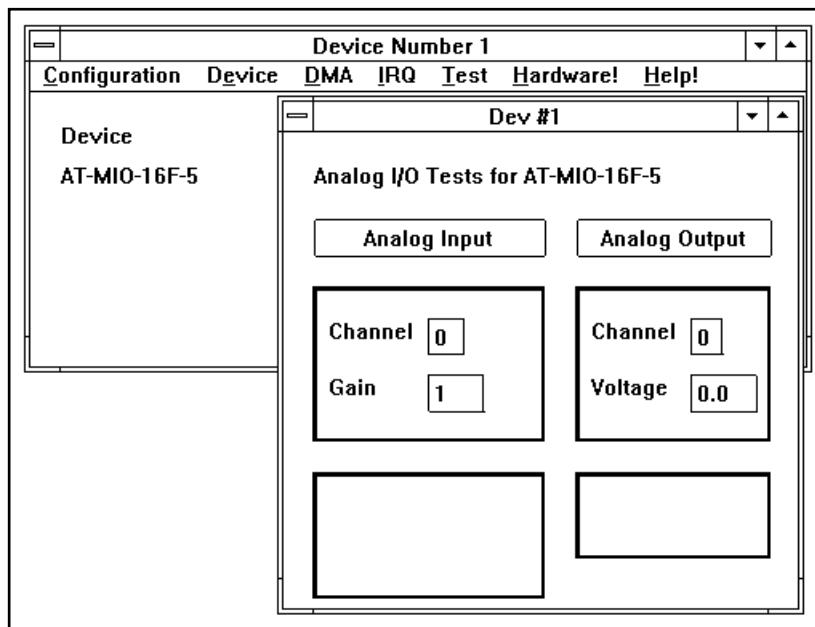 Device Number 1
Configuration Device DMA IRQ Test Hardware! Help!
Device
AT-MIO-16F-5
Dev #1
Analog I/O Tests for AT-MIO-16F-5
Analog Input Analog Output
Channel 0 Channel 0
Gain 1 Voltage 0.0